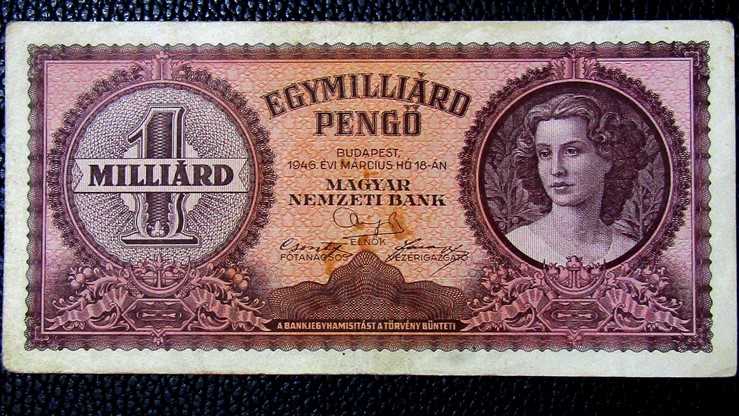 1
MILLIÁRD
EGYMILLIÁRD
PENGŐ
BUDAPEST,
1946. ÉVI MÁRCIUS HÓ 18-ÁN
MAGYAR
NEMZETI BANK
ELNÖK
FŐTANÁCSOS VEZÉRIGAZGATÓ
A BANKJEGYHAMISITÁST A TÖRVÉNY BÜNTETI